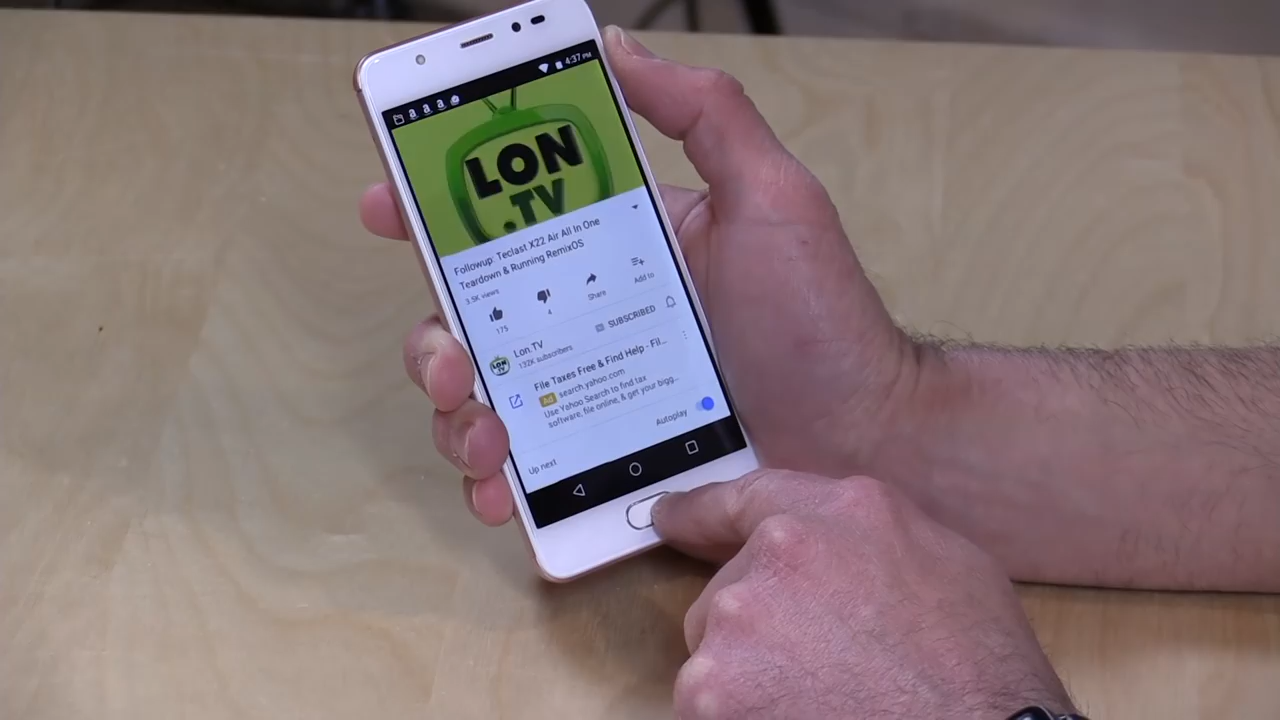 4:37 PM
LON
.TV
Followup: Teclast X22 Air All In One
Teardown & Running RemixOS
3.5K views
175
4
Share
Add to
Lon.TV
132K subscribers
SUBSCRIBED
File Taxes Free & Find Help - Fil...
Ad search.yahoo.com
Use Yahoo Search to find tax
software, file online, & get your bigg...
Autoplay
Up next
LON